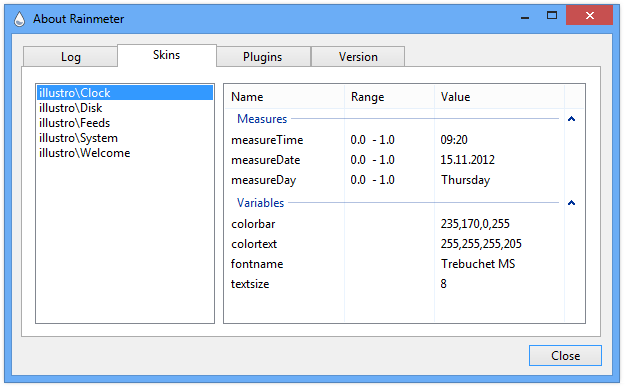 About Rainmeter
Log Skins Plugins Version
illustro\Clock
illustro\Disk
illustro\Feeds
illustro\System
illustro\Welcome
Name Range Value
Measures
measureTime 0.0 - 1.0 09:20
measureDate 0.0 - 1.0 15.11.2012
measureDay 0.0 - 1.0 Thursday
Variables
colorbar 235,170,0,255
colortext 255,255,255,205
fontname Trebuchet MS
textsize 8
Close